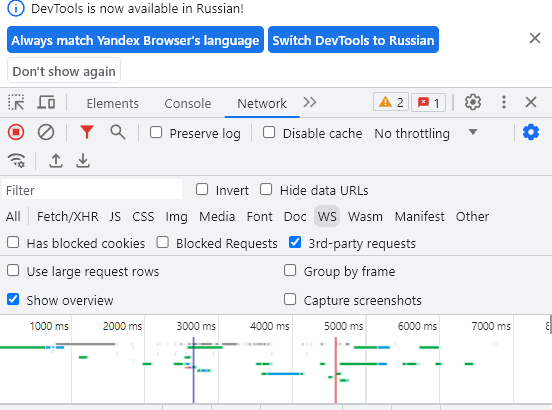 DevTools is now available in Russian!
Always match Yandex Browser's language Switch DevTools to Russian
Don't show again
Elements Console Network 2 1
Preserve log Disable cache No throttling
Filter Invert Hide data URLs
All Fetch/XHR JS CSS Img Media Font Doc WS Wasm Manifest Other
Has blocked cookies Blocked Requests 3rd-party requests
Use large request rows Group by frame
Show overview Capture screenshots
1000 ms 2000 ms 3000 ms 4000 ms 5000 ms 6000 ms 7000 ms